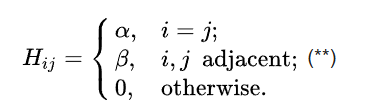 α, i = j;
H_{ij} = { β, i, j adjacent; (**)
0, otherwise.